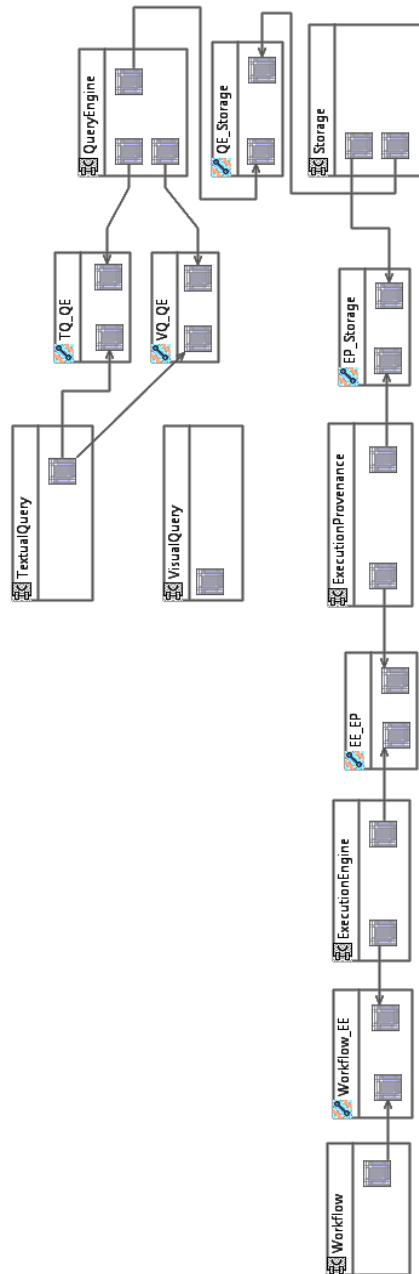 QueryEngine
QE_Storage
Storage
TQ_QE
VQ_QE
EP_Storage
TextualQuery
VisualQuery
ExecutionProvenance
EE_EP
ExecutionEngine
Workflow_EE
Workflow